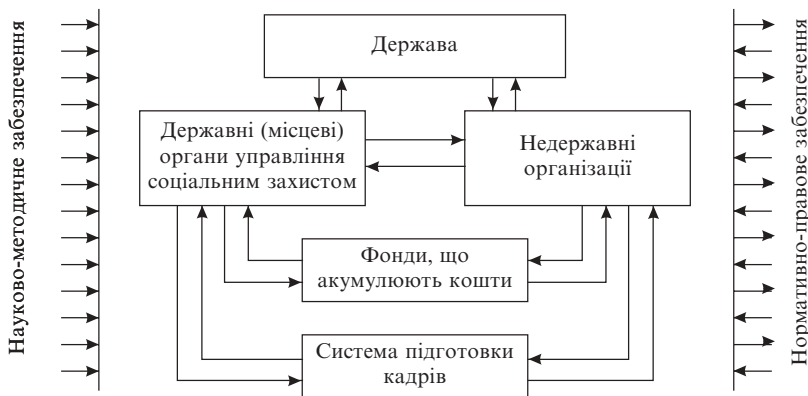 Науково-методичне забезпечення
Держава
Державні (місцеві)
органи управління
соціальним захистом
Недержавні
організації
Фонди, що
акумулюють кошти
Система підготовки
кадрів
Нормативно-правове забезпечення